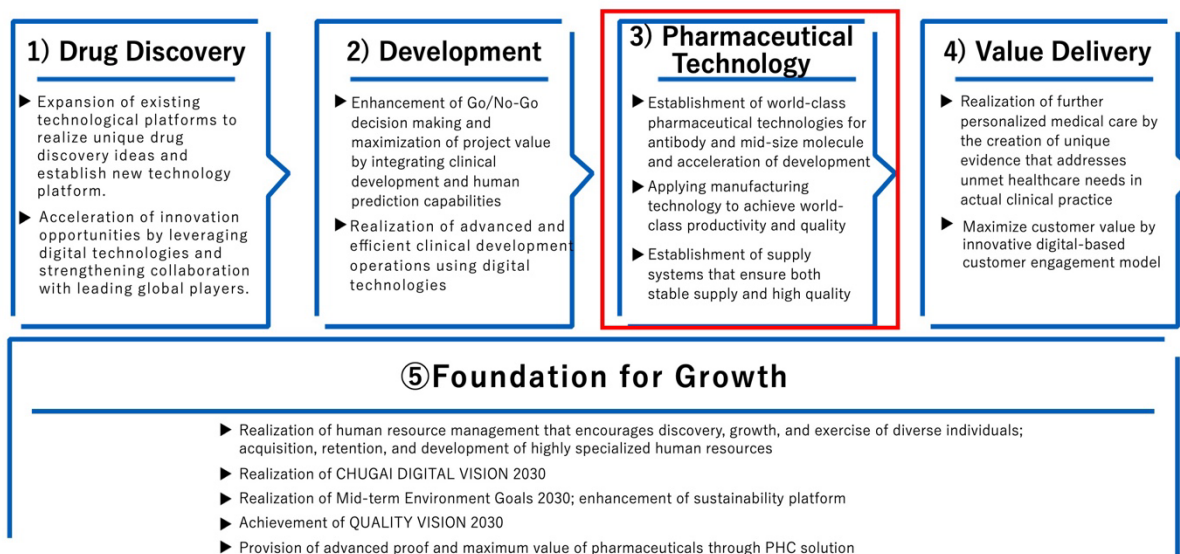 1) Drug Discovery
▶ Expansion of existing
technological platforms to
realize unique drug
discovery ideas and
establish new technology
platform.
▶ Acceleration of innovation
opportunities by leveraging
digital technologies and
strengthening collaboration
with leading global players.
2) Development
▶ Enhancement of Go/No-Go
decision making and
maximization of project value
by integrating clinical
development and human
prediction capabilities
▶ Realization of advanced and
efficient clinical development
operations using digital
technologies
3) Pharmaceutical
Technology
▶ Establishment of world-class
pharmaceutical technologies for
antibody and mid-size molecule
and acceleration of development
▶ Applying manufacturing
technology to achieve world-
class productivity and quality
▶ Establishment of supply
systems that ensure both
stable supply and high quality
4) Value Delivery
▶ Realization of further
personalized medical care by
the creation of unique
evidence that addresses
unmet healthcare needs in
actual clinical practice
▶ Maximize customer value by
innovative digital-based
customer engagement model
⑤Foundation for Growth
▶ Realization of human resource management that encourages discovery, growth, and exercise of diverse individuals;
acquisition, retention, and development of highly specialized human resources
▶ Realization of CHUGAI DIGITAL VISION 2030
▶ Realization of Mid-term Environment Goals 2030; enhancement of sustainability platform
▶ Achievement of QUALITY VISION 2030
▶ Provision of advanced proof and maximum value of pharmaceuticals through PHC solution